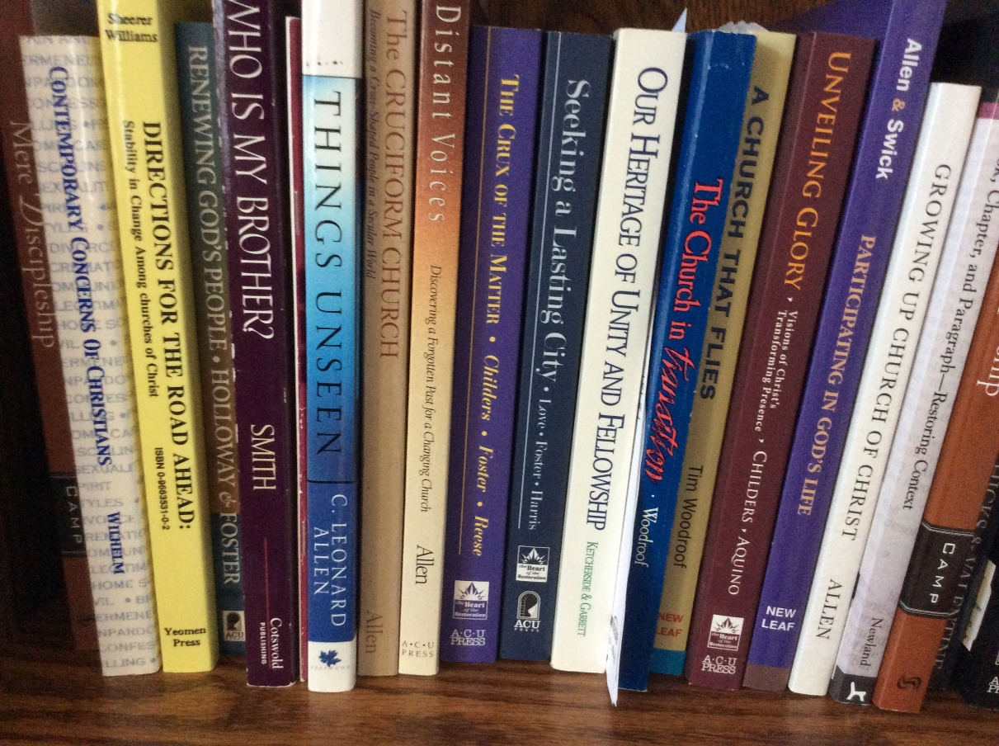 Mere Discipleship
CAMP
CONTEMPORARY CONCERNS OF CHRISTIANS
WILHELM
Sheerer
Williams
DIRECTIONS FOR THE ROAD AHEAD:
Stability in Change Among churches of Christ
ISBN 0-9663531-0-2
Yeomen
Press
RENEWING GOD'S PEOPLE • HOLLOWAY & FOSTER
ACU
WHO IS MY BROTHER?
SMITH
Cotswold
PUBLISHING
THINGS UNSEEN
C. LEONARD
ALLEN
The CRUCIFORM CHURCH
Becoming a Cross-Shaped People in a Secular World
Allen
Distant Voices
Discovering a Forgotten Past for a Changing Church
Allen
A·C·U
PRESS
THE CRUX OF THE MATTER • Childers • Foster • Reese
the Heart
of the
Restoration
A·C·U
PRESS
Seeking a Lasting City • Love • Foster • Harris
the Heart
of the
Restoration
ACU
PRESS
OUR HERITAGE OF UNITY AND FELLOWSHIP
KETCHERSIDE & GARRETT
The Church in Transition • Woodroof
A CHURCH THAT FLIES
Tim Woodroof
NEW
LEAF
UNVEILING GLORY • Visions of Christ's
Transforming Presence • CHILDERS • AQUINO
the Heart
of the
Restoration
A·C·U
PRESS
Allen & Swick
PARTICIPATING IN GOD'S LIFE
NEW
LEAF
GROWING UP CHURCH OF CHRIST
ALLEN
Chapter, and Paragraph—Restoring Context
Newland
CAMP